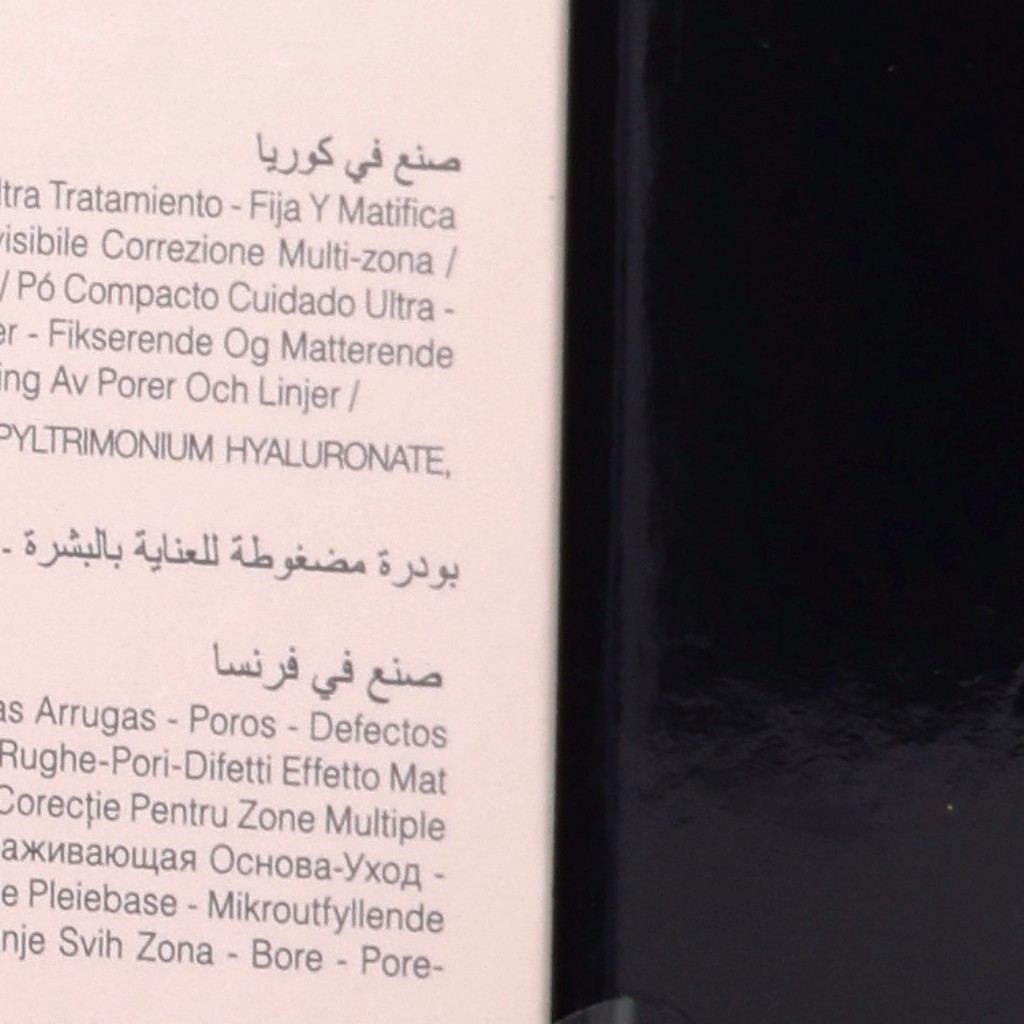 صنع في كوريا
ltra Tratamiento - Fija Y Matifica
visibile Correzione Multi-zona /
/ Pó Compacto Cuidado Ultra -
er - Fikserende Og Matterende
ing Av Porer Och Linjer /
PYLTRIMONIUM HYALURONATE,
بودرة مضغوطة للعناية بالبشرة -
صنع في فرنسا
as Arrugas - Poros - Defectos
Rughe-Pori-Difetti Effetto Mat
Corecție Pentru Zone Multiple
аживающая Основа-Уход -
e Pleiebase - Mikroutfyllende
nje Svih Zona - Bore - Pore-